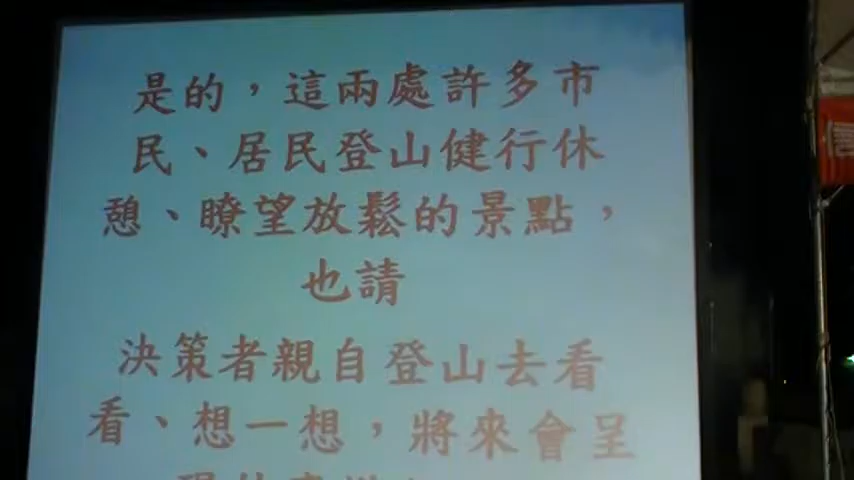 是的，這兩處許多市
民、居民登山健行休
憩、瞭望放鬆的景點，
也請
決策者親自登山去看
看、想一想，將來會呈